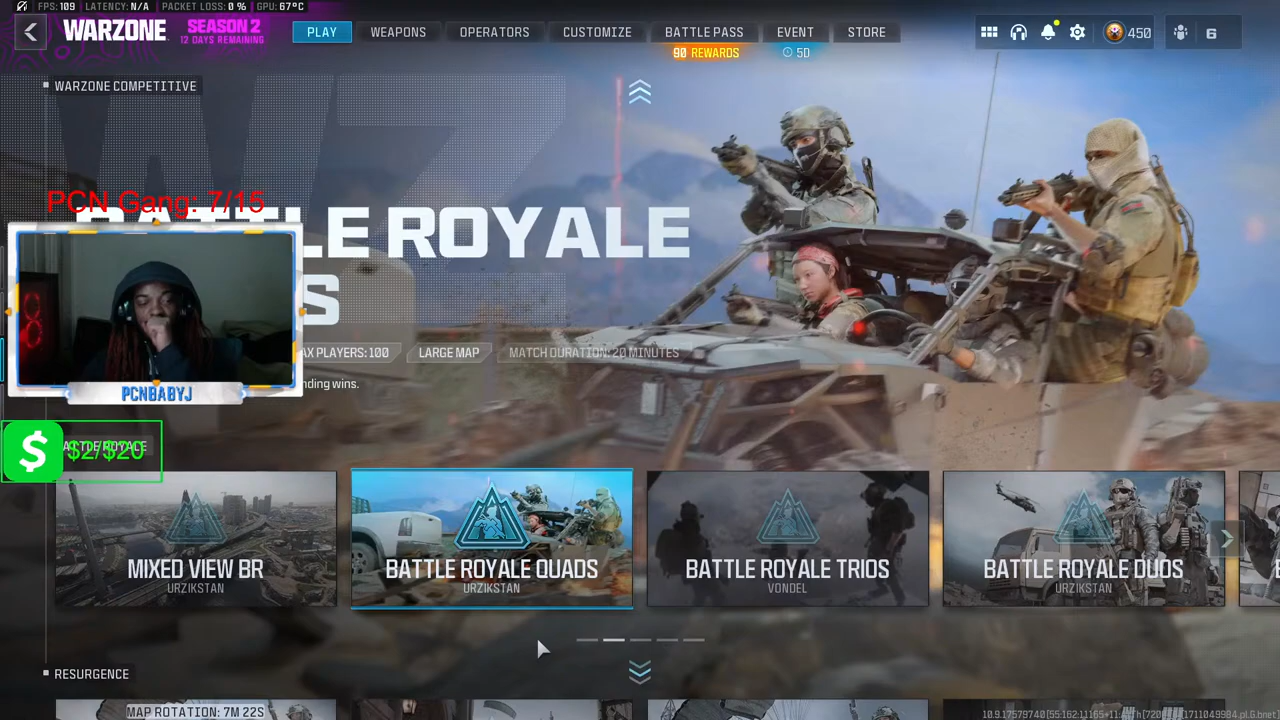 FPS: 109 LATENCY: N/A PACKET LOSS: 0 % GPU: 67°C
WARZONE
SEASON 2
12 DAYS REMAINING
PLAY
WEAPONS
OPERATORS
CUSTOMIZE
BATTLE PASS
90 REWARDS
EVENT
5D
STORE
450
6
WARZONE COMPETITIVE
PCN Gang: 7/15
LE ROYALE
S
AX PLAYERS: 100
LARGE MAP
MATCH DURATION: 20 MINUTES
nding wins.
PCNBABYJ
$
$2/$20
MIXED VIEW BR
URZIKSTAN
BATTLE ROYALE QUADS
URZIKSTAN
BATTLE ROYALE TRIOS
VONDEL
BATTLE ROYALE DUOS
URZIKSTAN
RESURGENCE
MAP ROTATION: 7M 22S